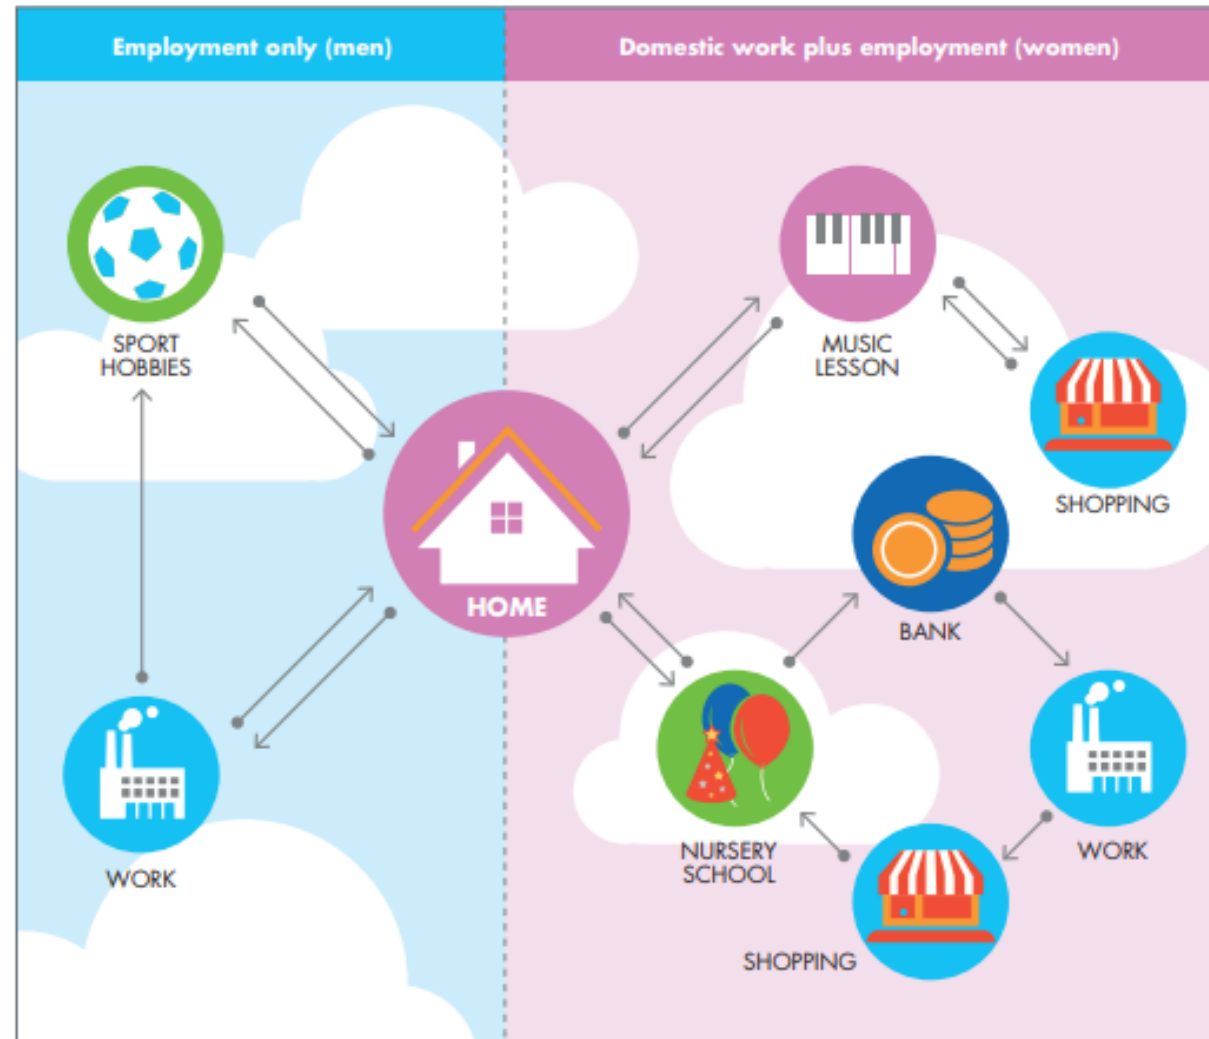 Employment only (men)
Domestic work plus employment (women)
SPORT
HOBBIES
WORK
HOME
MUSIC
LESSON
SHOPPING
BANK
NURSERY
SCHOOL
WORK
SHOPPING